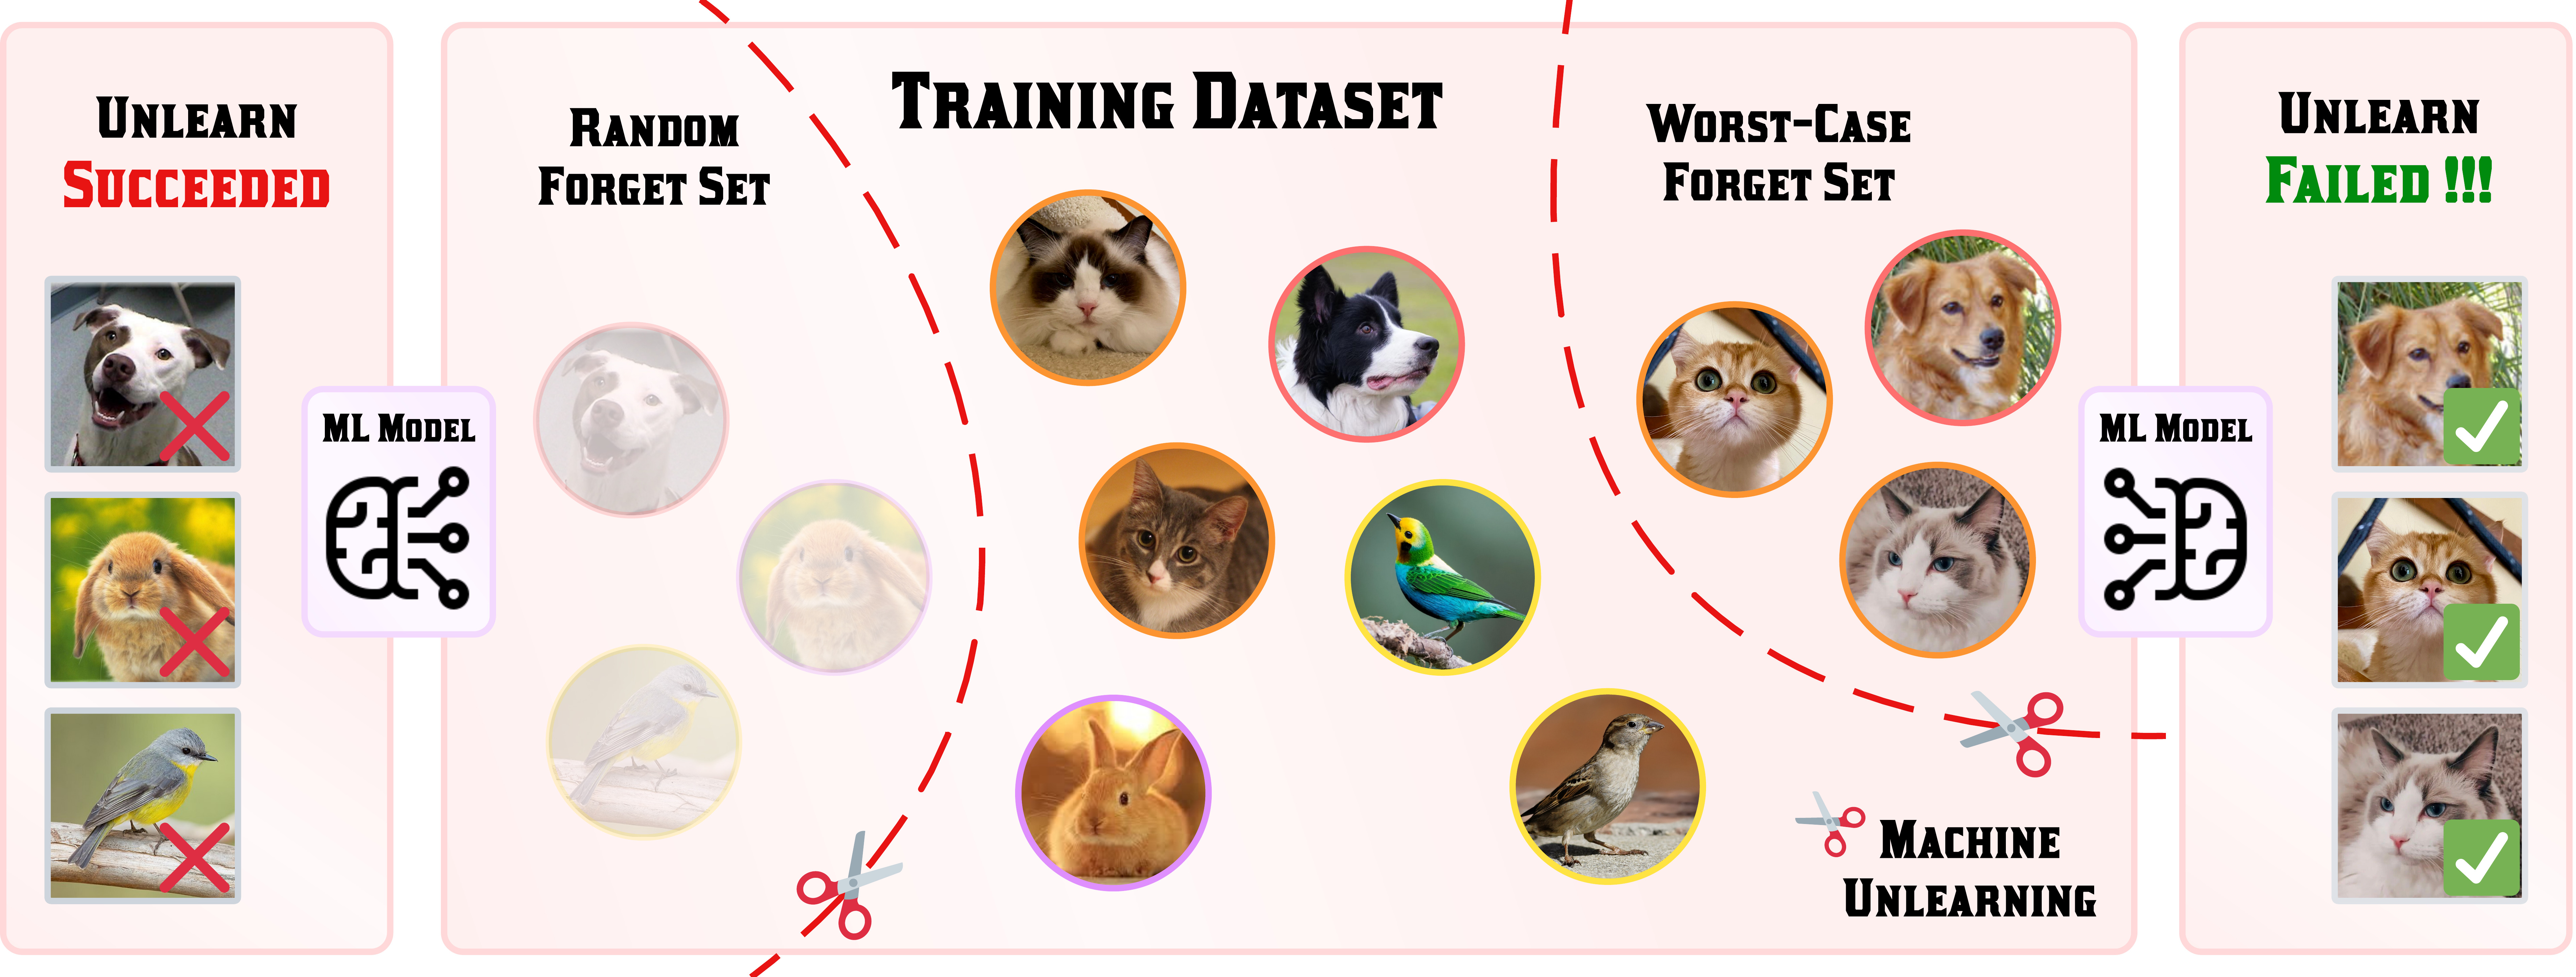 Unlearn
Succeeded
ML Model
Random
Forget Set
Training Dataset
Worst-Case
Forget Set
Machine
Unlearning
ML Model
Unlearn
Failed !!!